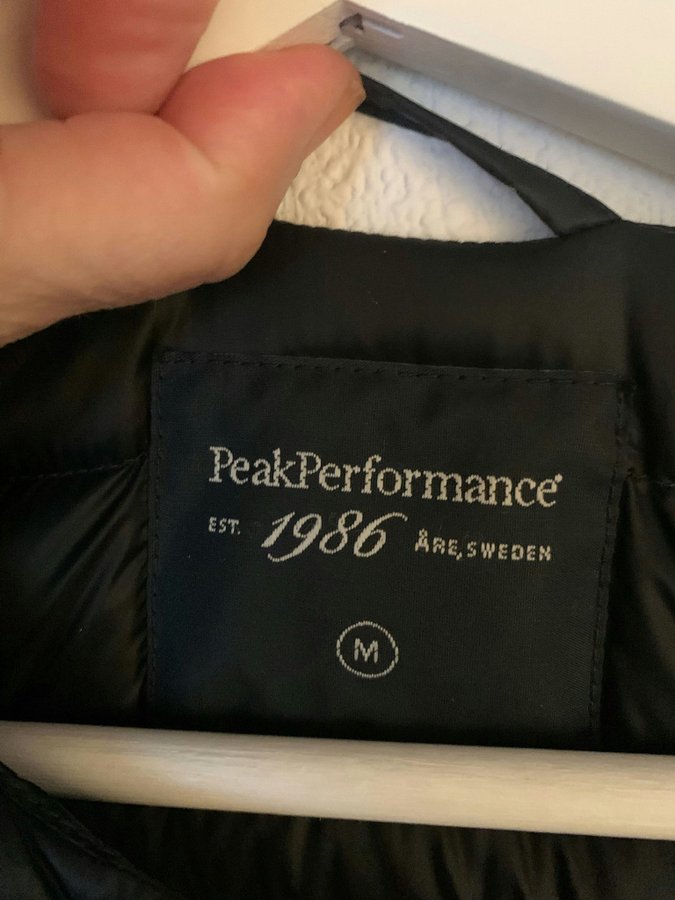 PeakPerformance
EST. 1986 ÅRE, SWEDEN
M